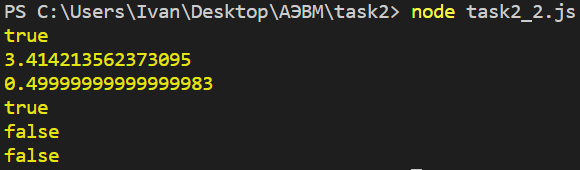 PS C:\Users\Ivan\Desktop\АЭВМ\task2> node task2_2.js
true
3.414213562373095
0.49999999999999983
true
false
false